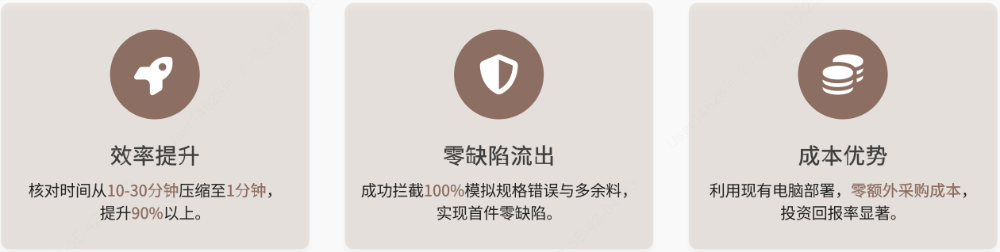 效率提升
核对时间从10-30分钟压缩至1分钟，
提升90%以上。
零缺陷流出
成功拦截100%模拟规格错误与多余料，
实现首件零缺陷。
成本优势
利用现有电脑部署，零额外采购成本，
投资回报率显著。